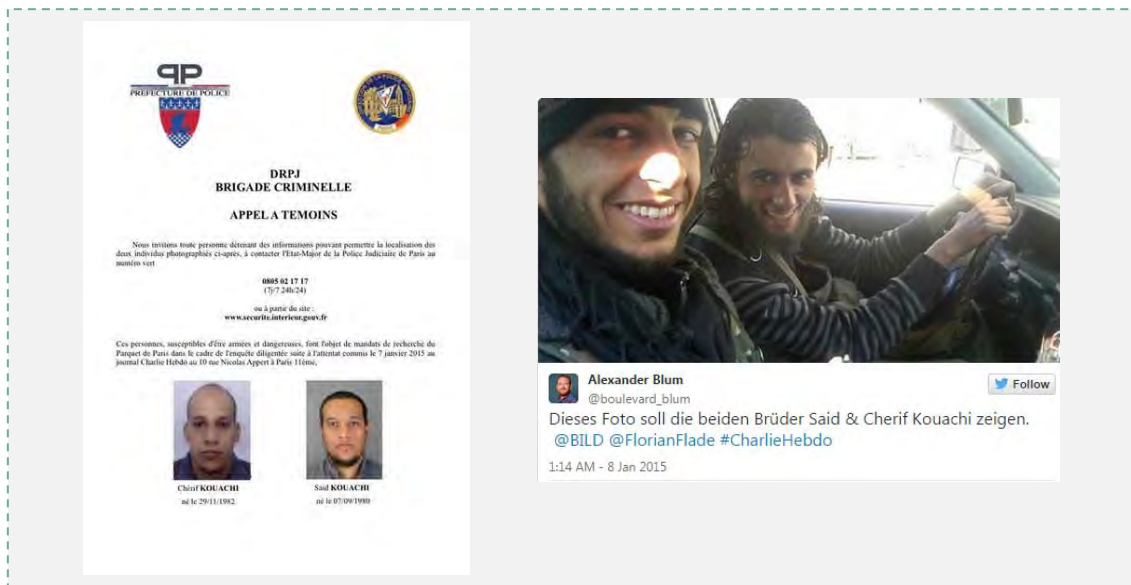 PP
PREFECTURE DE POLICE
DRPJ
BRIGADE CRIMINELLE
APPEL A TEMOINS
Nous invitons toute personne détenant des informations pouvant permettre la localisation des
deux individus photographiés ci-après, à contacter l'Etat-Major de la Police Judiciaire de Paris au
numéro vert
0805 02 17 17
(7j/7 24h/24)
ou à partir du site :
www.securite.interieur.gouv.fr
Ces personnes, susceptibles d'être armées et dangereuses, font l'objet de mandats de recherche du
Parquet de Paris dans le cadre de l'enquête diligentée suite à l'attentat commis le 7 janvier 2015 au
journal Charlie Hebdo au 10 rue Nicolas Appert à Paris 11ème,
Chérif KOUACHI
né le 29/11/1982
Saïd KOUACHI
né le 07/09/1980
Alexander Blum
@boulevard_blum
Follow
Dieses Foto soll die beiden Brüder Said & Cherif Kouachi zeigen.
@BILD @FlorianFlade #CharlieHebdo
1:14 AM - 8 Jan 2015